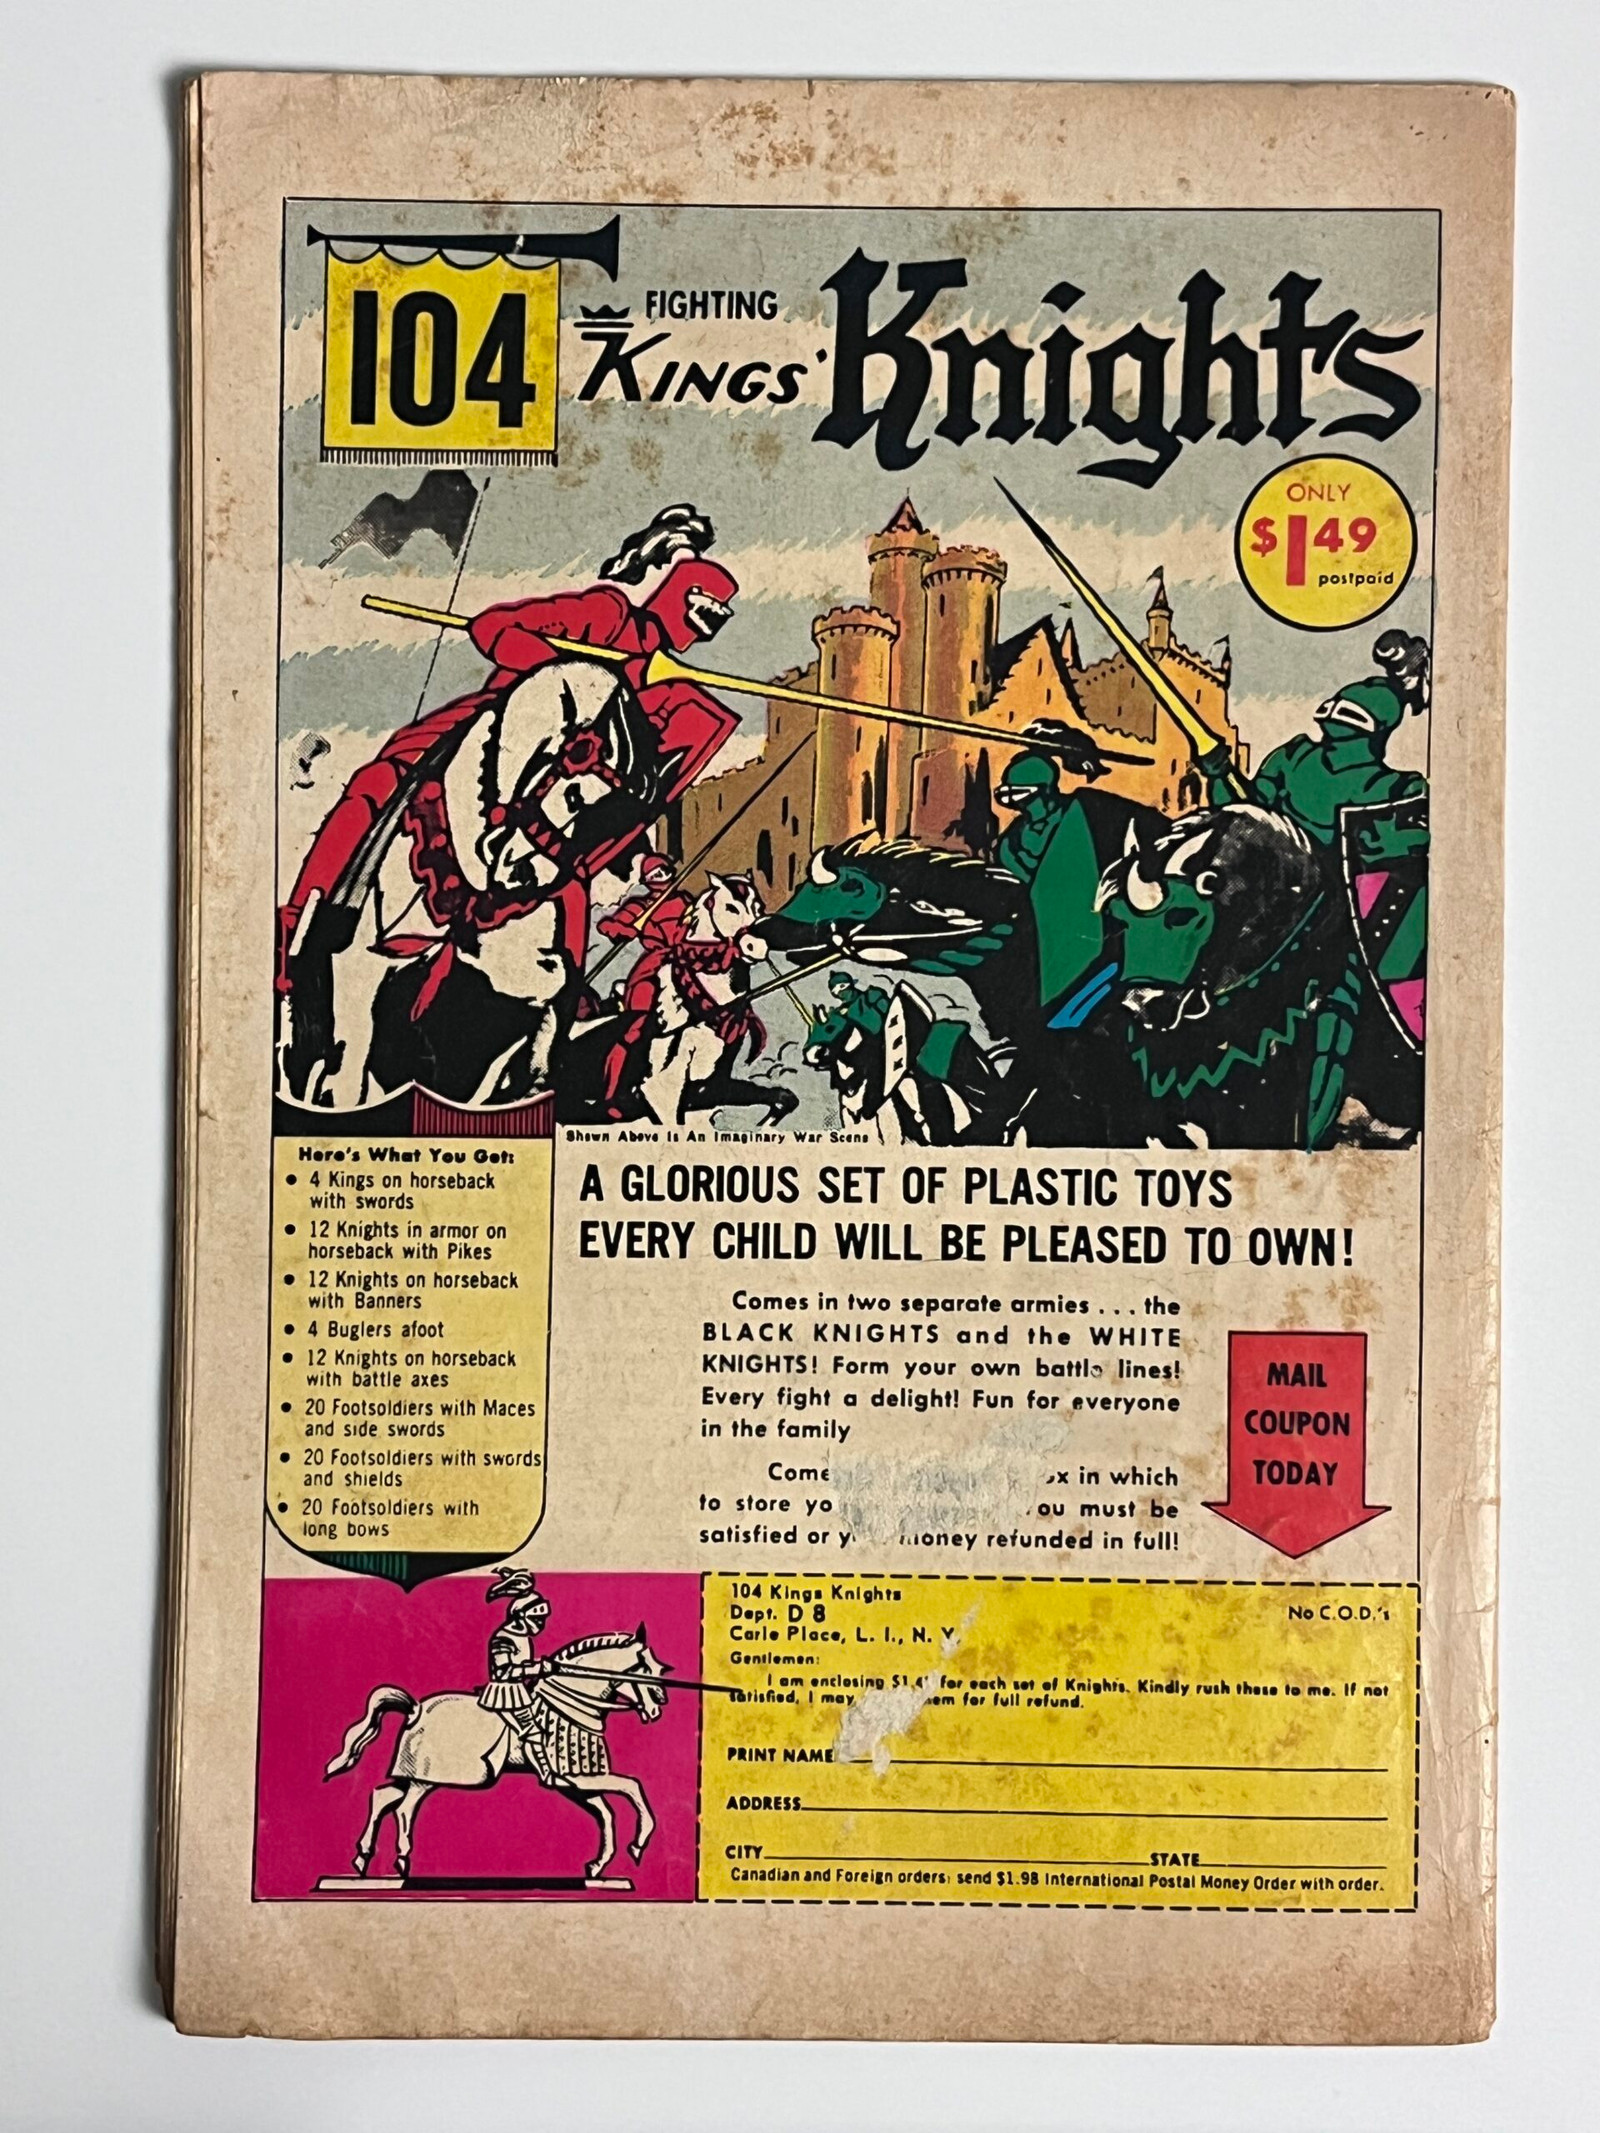 104
FIGHTING
KINGS' Knights
ONLY
$1.49
postpaid
Shown Above Is An Imaginary War Scene
Here's What You Get:
• 4 Kings on horseback
with swords
• 12 Knights in armor on
horseback with Pikes
• 12 Knights on horseback
with Banners
• 4 Buglers afoot
• 12 Knights on horseback
with battle axes
• 20 Footsoldiers with Maces
and side swords
• 20 Footsoldiers with swords
and shields
• 20 Footsoldiers with
long bows
A GLORIOUS SET OF PLASTIC TOYS
EVERY CHILD WILL BE PLEASED TO OWN!
Comes in two separate armies . . . the
BLACK KNIGHTS and the WHITE
KNIGHTS! Form your own battle lines!
Every fight a delight! Fun for everyone
in the family
in which
to store must be
satisfied or money refunded in full!
MAIL
COUPON
TODAY
104 Kings Knights
Dept. D 8
No C.O.D.'s
Carle Place, L. I., N. Y.
Gentlemen:
I am enclosing for each set of Knights. Kindly rush these to me. If not
satisfied, I may for full refund.
PRINT NAME
ADDRESS
CITY STATE
Canadian and Foreign orders; send $1.98 International Postal Money Order with order.